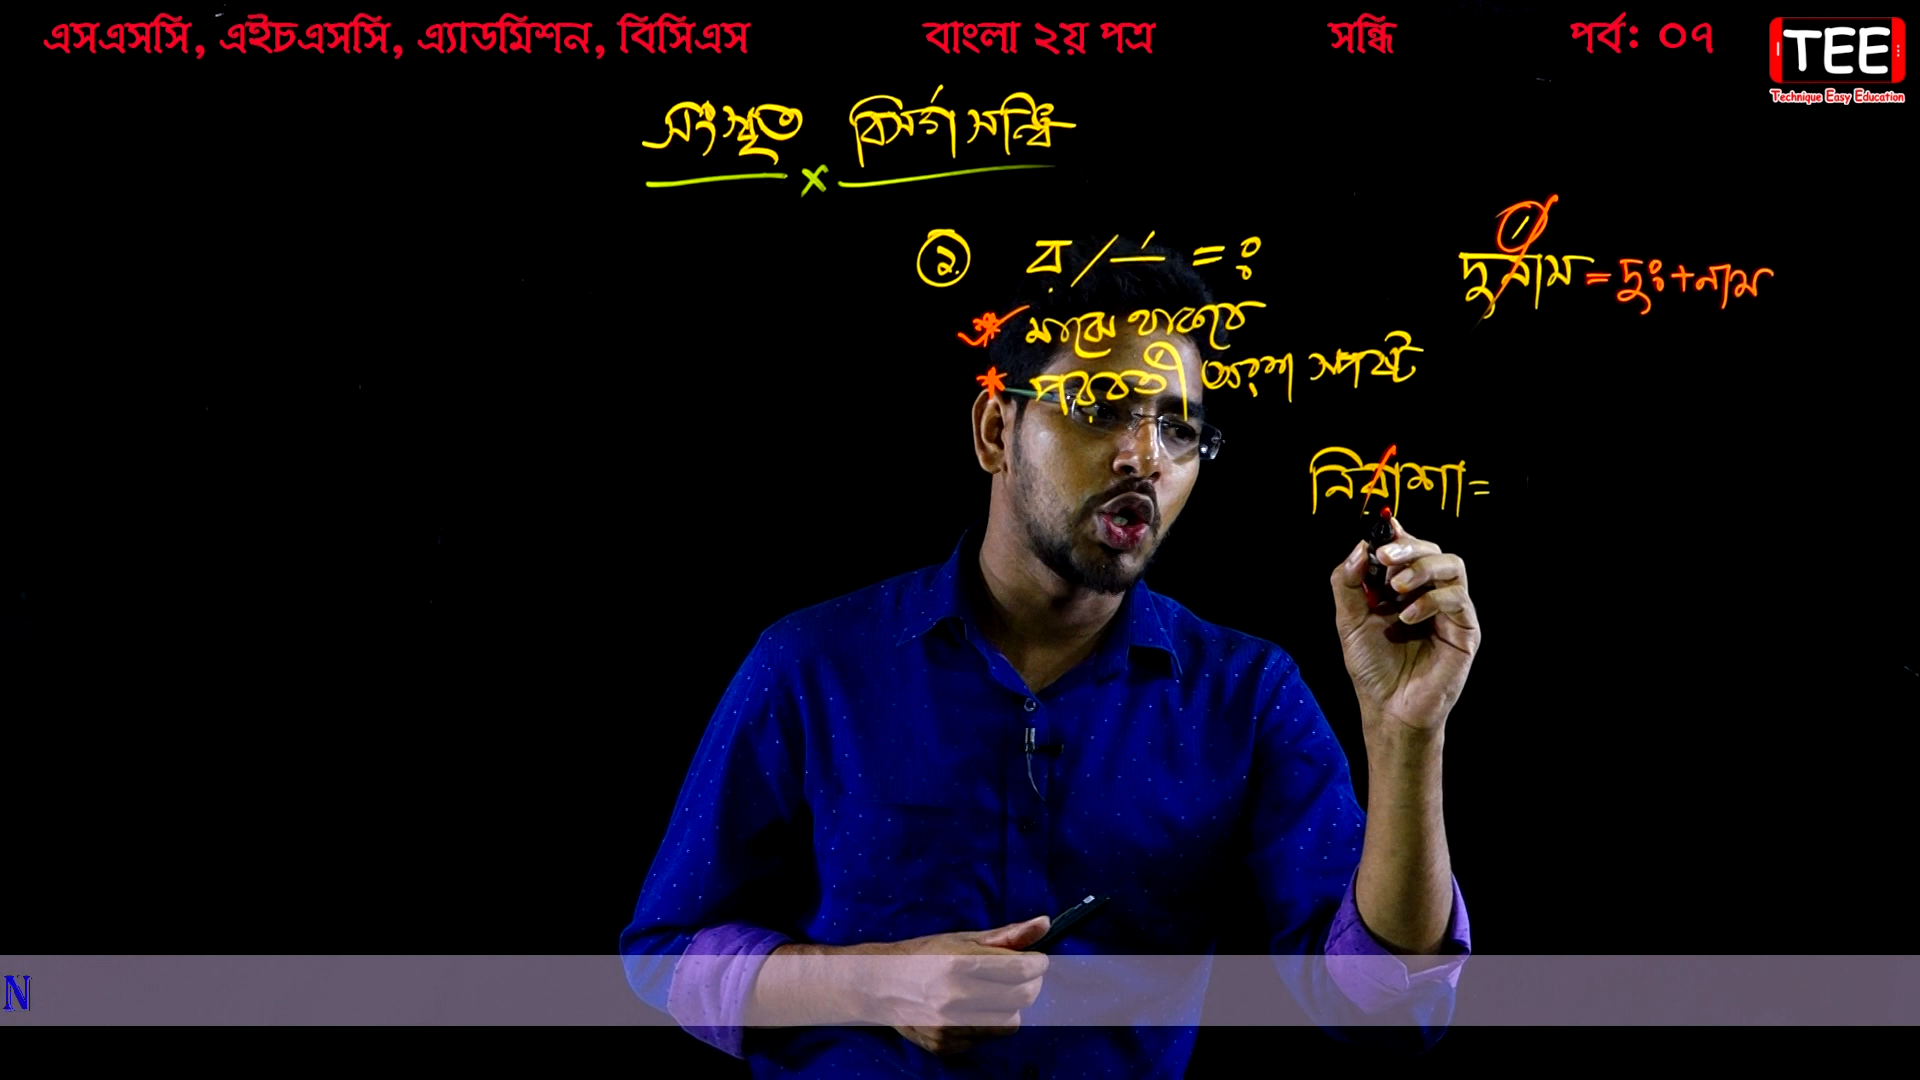 এসএসসি, এইচএসসি, এ্যাডমিশন, বিসিএস বাংলা ২য় পত্র সন্ধি পর্ব: ০৭
TEE
Technique Easy Education
সংস্কৃত বিসর্গ সন্ধি
x
২ র / ৴ = ঃ
* মাঝে থাকবে
* পরবর্তী অংশ স্পষ্ট
দুর্নাম = দুঃ + নাম
নিরাশা =
N